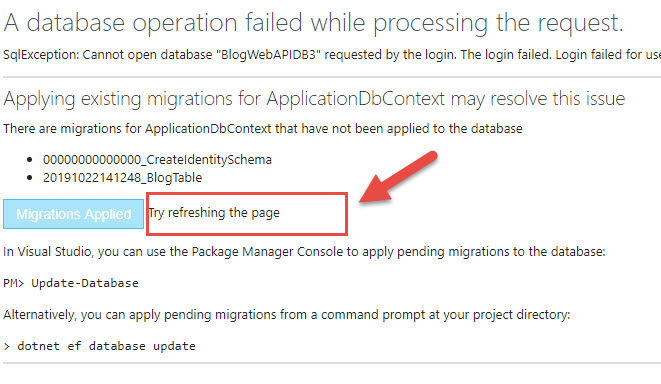 A database operation failed while processing the request.
SqlException: Cannot open database "BlogWebAPIDB3" requested by the login. The login failed. Login failed for use
Applying existing migrations for ApplicationDbContext may resolve this issue
There are migrations for ApplicationDbContext that have not been applied to the database
• 00000000000000_CreateIdentitySchema
• 20191022141248_BlogTable
Migrations Applied Try refreshing the page
In Visual Studio, you can use the Package Manager Console to apply pending migrations to the database:
PM> Update-Database
Alternatively, you can apply pending migrations from a command prompt at your project directory:
> dotnet ef database update